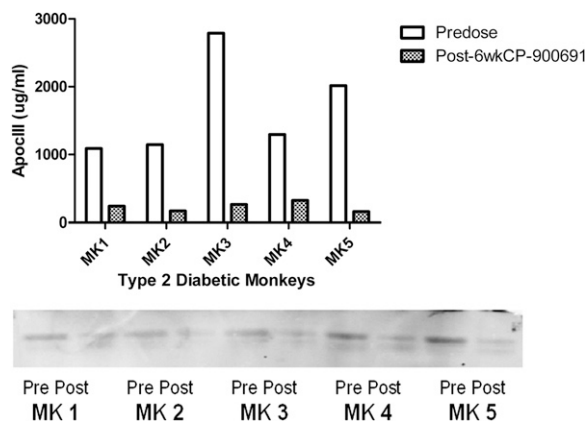 3000
2000
1000
0
ApocIII (ug/ml)
Predose
Post-6wkCP-900691
MK1
MK2
MK3
MK4
MK5
Type 2 Diabetic Monkeys
Pre Post Pre Post Pre Post Pre Post Pre Post
MK 1 MK 2 MK 3 MK 4 MK 5